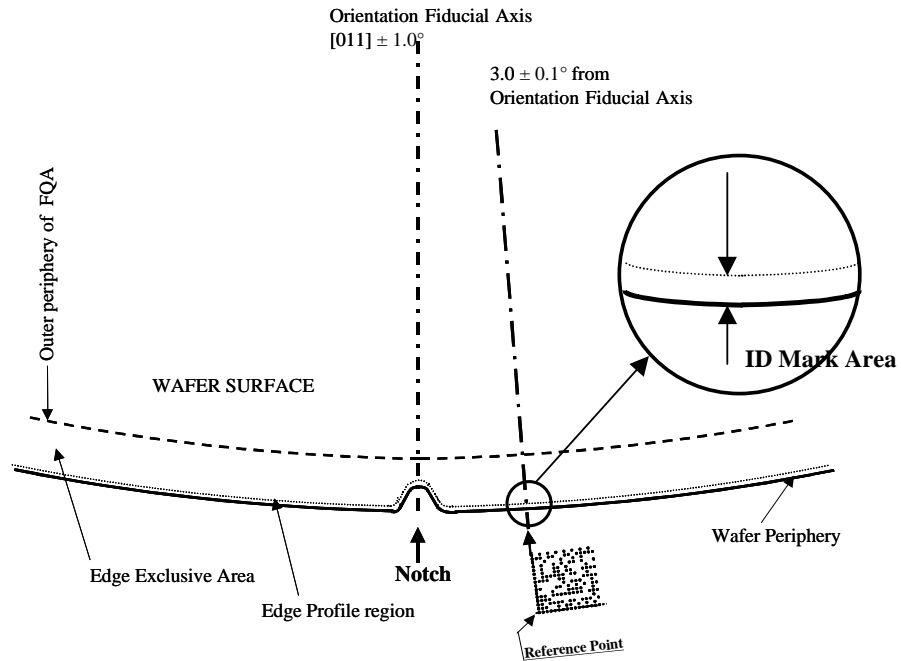 Orientation Fiducial Axis
[011] ± 1.0°
3.0 ± 0.1° from
Orientation Fiducial Axis
Outer periphery of FQA
ID Mark Area
WAFER SURFACE
Wafer Periphery
Notch
Edge Exclusive Area
Edge Profile region
Reference Point